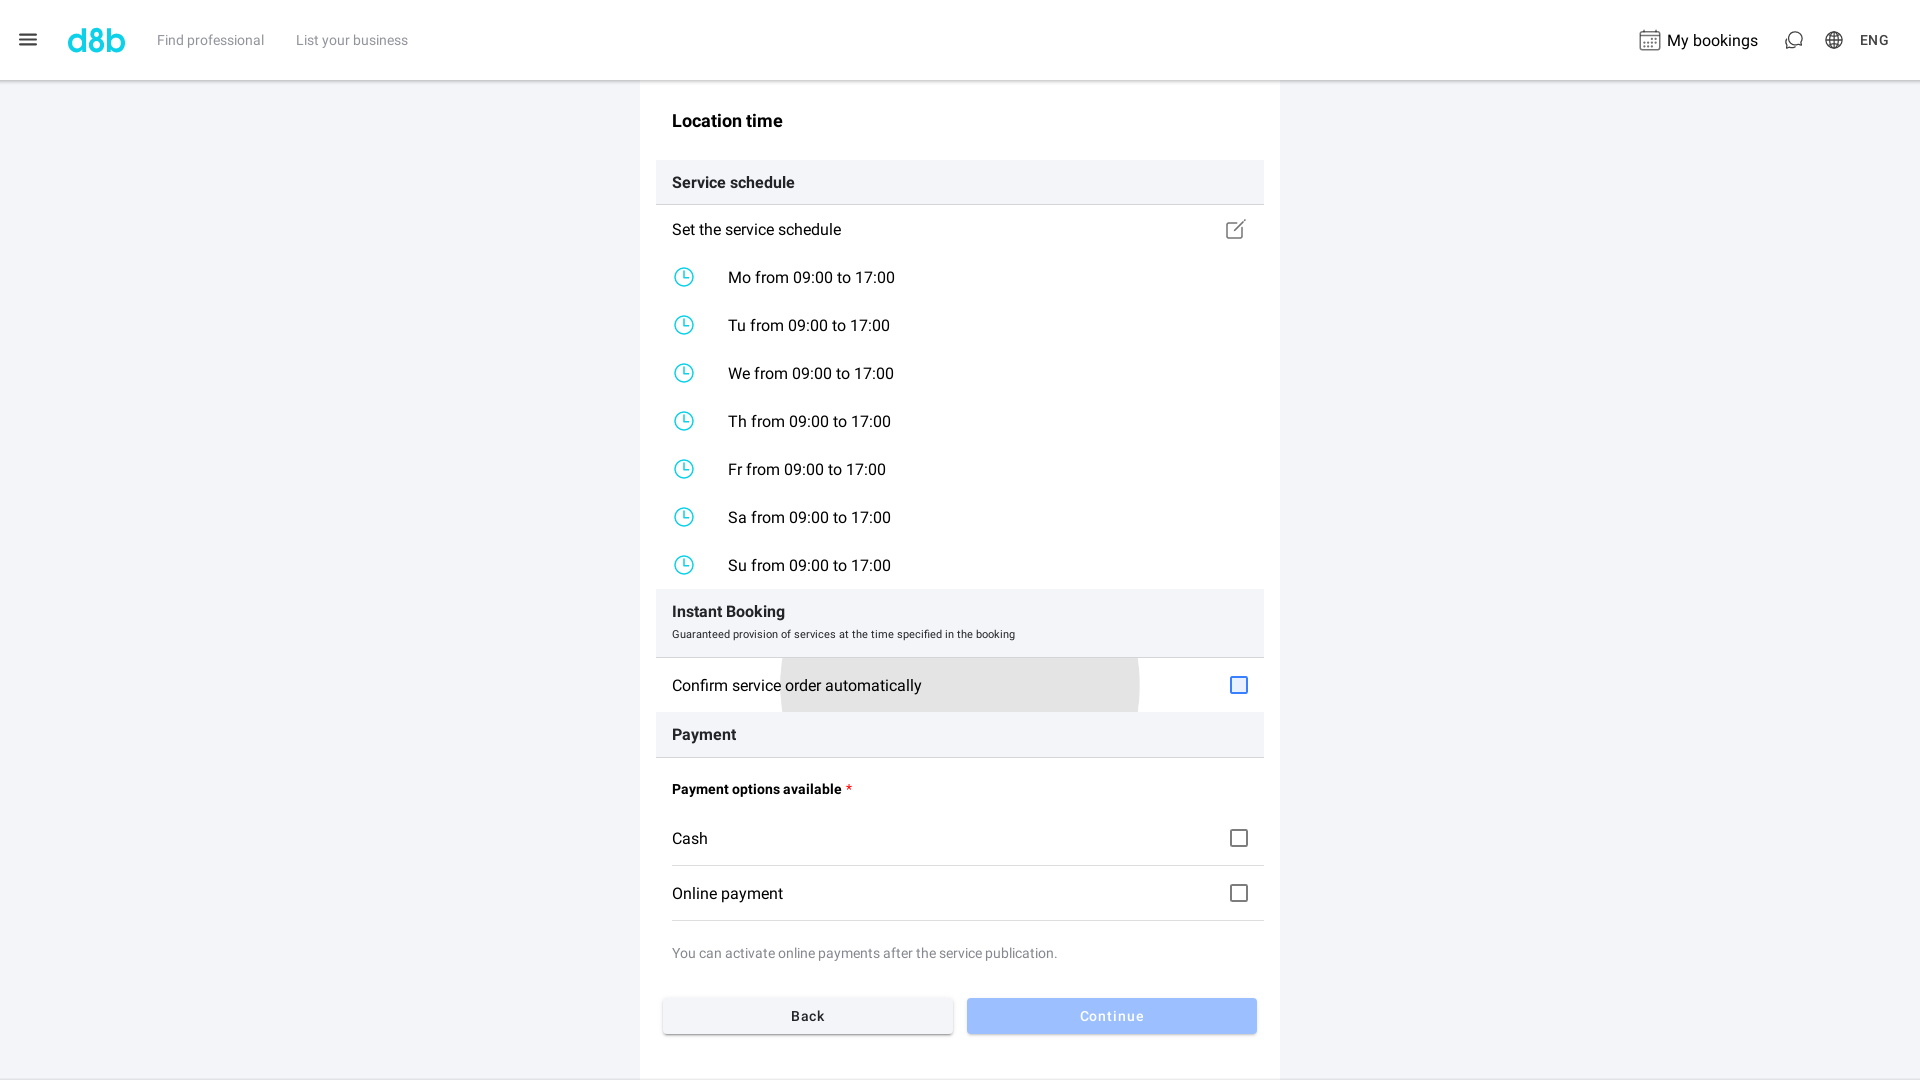 d8b
Find professional
List your business
My bookings
ENG
Location time
Service schedule
Set the service schedule
Mo from 09:00 to 17:00
Tu from 09:00 to 17:00
We from 09:00 to 17:00
Th from 09:00 to 17:00
Fr from 09:00 to 17:00
Sa from 09:00 to 17:00
Su from 09:00 to 17:00
Instant Booking
Guaranteed provision of services at the time specified in the booking
Confirm service order automatically
Payment
Payment options available *
Cash
Online payment
You can activate online payments after the service publication.
Back
Continue